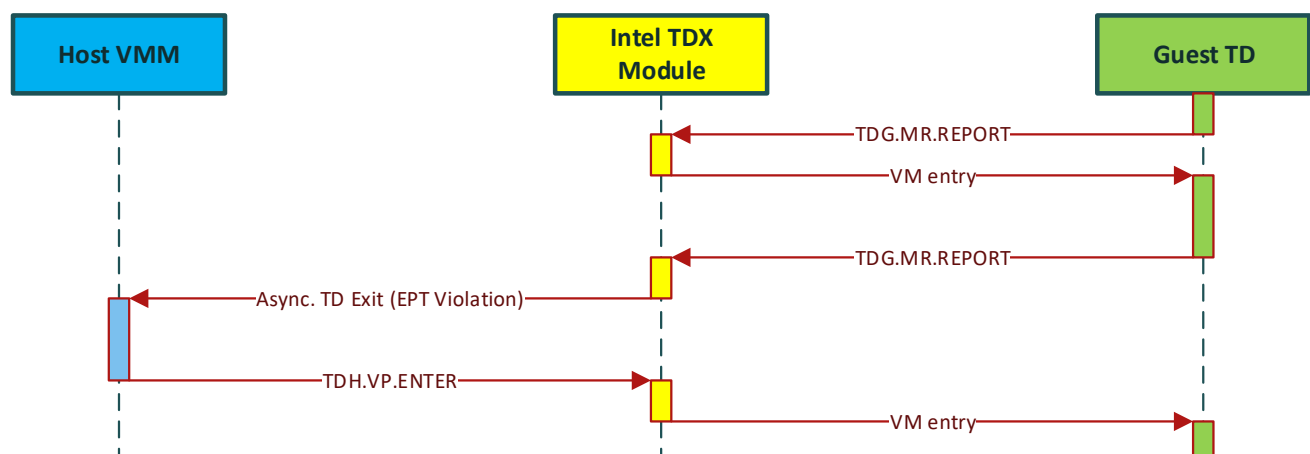 Host VMM
Intel TDX
Module
Guest TD
TDG.MR.REPORT
VM entry
TDG.MR.REPORT
Async. TD Exit (EPT Violation)
TDH.VP.ENTER
VM entry